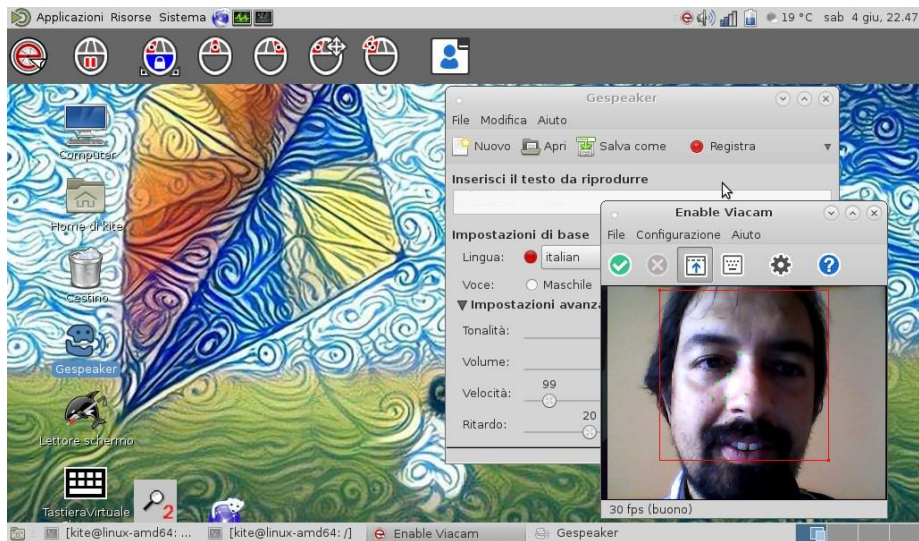 Applicazioni Risorse Sistema
19 °C sab 4 giu, 22.47
Computer
Home di kite
Cestino
Gespeaker
Lettore schermo
TastieraVirtuale
2
Gespeaker
File Modifica Aiuto
Nuovo Apri Salva come Registra
Inserisci il testo da riprodurre
Impostazioni di base
Lingua: italian
Voce: Maschile
Impostazioni avanza
Tonalità:
Volume:
Velocità: 99
Ritardo: 20
Enable Viacam
File Configurazione Aiuto
30 fps (buono)
[kite@linux-amd64: ... [kite@linux-amd64: /] Enable Viacam Gespeaker